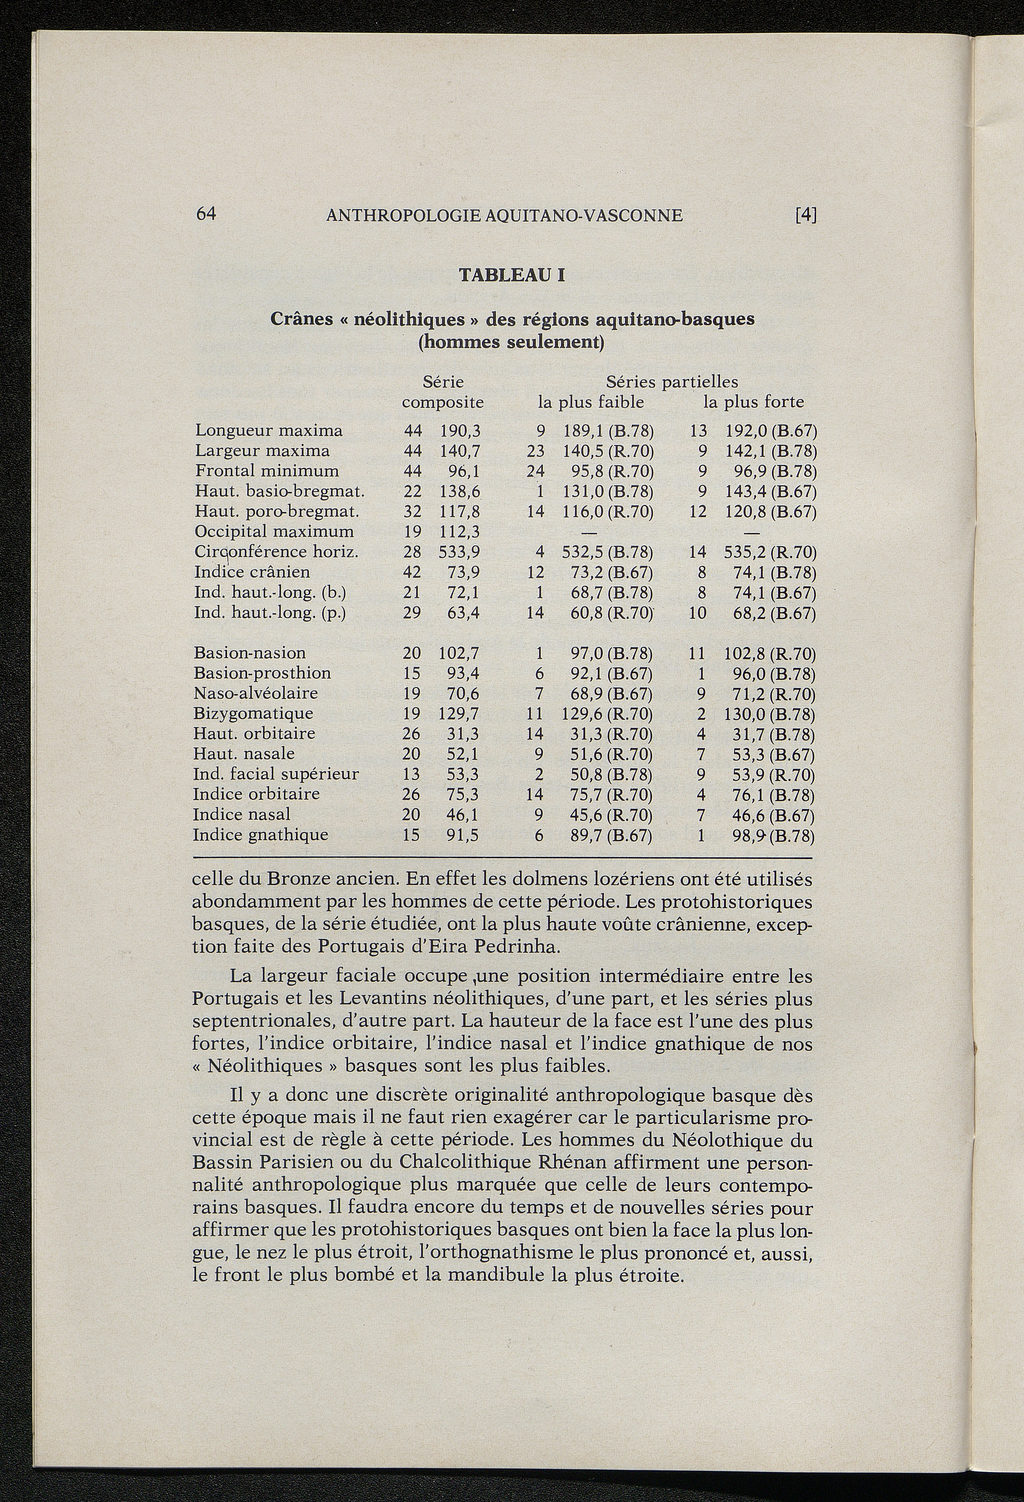 64 ANTHROPOLOGIE AQUITANO-VASCONNE [4]
TABLEAU I
Crânes « néolithiques » des régions aquitano-basques
(hommes seulement)
Série Séries partielles
composite la plus faible la plus forte
Longueur maxima 44 190,3 9 189,1 (B.78) 13 192,0 (B.67)
Largeur maxima 44 140,7 23 140,5 (R.70) 9 142,1 (B.78)
Frontal minimum 44 96,1 24 95,8 (R.70) 9 96,9 (B.78)
Haut. basio-bregmat. 22 138,6 1 131,0 (B.78) 9 143,4 (B.67)
Haut. poro-bregmat. 32 117,8 14 116,0 (R.70) 12 120,8 (B.67)
Occipital maximum 19 112,3 — —
Circonférence horiz. 28 533,9 4 532,5 (B.78) 14 535,2 (R.70)
Indice crânien 42 73,9 12 73,2 (B.67) 8 74,1 (B.78)
Ind. haut.-long. (b.) 21 72,1 1 68,7 (B.78) 8 74,1 (B.67)
Ind. haut.-long. (p.) 29 63,4 14 60,8 (R.70) 10 68,2 (B.67)
Basion-nasion 20 102,7 1 97,0 (B.78) 11 102,8 (R.70)
Basion-prosthion 15 93,4 6 92,1 (B.67) 1 96,0 (B.78)
Naso-alvéolaire 19 70,6 7 68,9 (B.67) 9 71,2 (R.70)
Bizygomatique 19 129,7 11 129,6 (R.70) 2 130,0 (B.78)
Haut. orbitaire 26 31,3 14 31,3 (R.70) 4 31,7 (B.78)
Haut. nasale 20 52,1 9 51,6 (R.70) 7 53,3 (B.67)
Ind. facial supérieur 13 53,3 2 50,8 (B.78) 9 53,9 (R.70)
Indice orbitaire 26 75,3 14 75,7 (R.70) 4 76,1 (B.78)
Indice nasal 20 46,1 9 45,6 (R.70) 7 46,6 (B.67)
Indice gnathique 15 91,5 6 89,7 (B.67) 1 98,9 (B.78)
celle du Bronze ancien. En effet les dolmens lozériens ont été utilisés
abondamment par les hommes de cette période. Les protohistoriques
basques, de la série étudiée, ont la plus haute voûte crânienne, excep-
tion faite des Portugais d'Eira Pedrinha.
La largeur faciale occupe ,une position intermédiaire entre les
Portugais et les Levantins néolithiques, d'une part, et les séries plus
septentrionales, d'autre part. La hauteur de la face est l'une des plus
fortes, l'indice orbitaire, l'indice nasal et l'indice gnathique de nos
« Néolithiques » basques sont les plus faibles.
Il y a donc une discrète originalité anthropologique basque dès
cette époque mais il ne faut rien exagérer car le particularisme pro-
vincial est de règle à cette période. Les hommes du Néolothique du
Bassin Parisien ou du Chalcolithique Rhénan affirment une person-
nalité anthropologique plus marquée que celle de leurs contempo-
rains basques. Il faudra encore du temps et de nouvelles séries pour
affirmer que les protohistoriques basques ont bien la face la plus lon-
gue, le nez le plus étroit, l'orthognathisme le plus prononcé et, aussi,
le front le plus bombé et la mandibule la plus étroite.